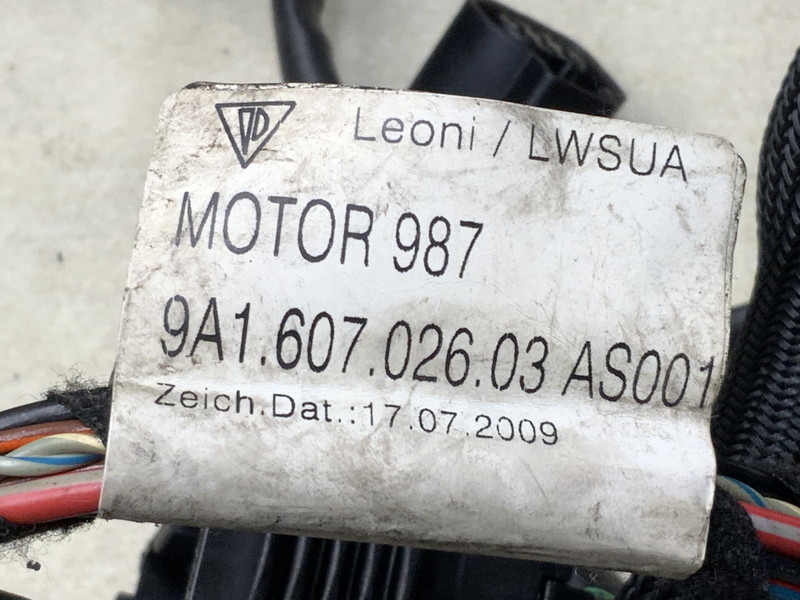 Leoni / LWSUA
MOTOR 987
9A1.607.026.03 AS001
Zeich.Dat.:17.07.2009